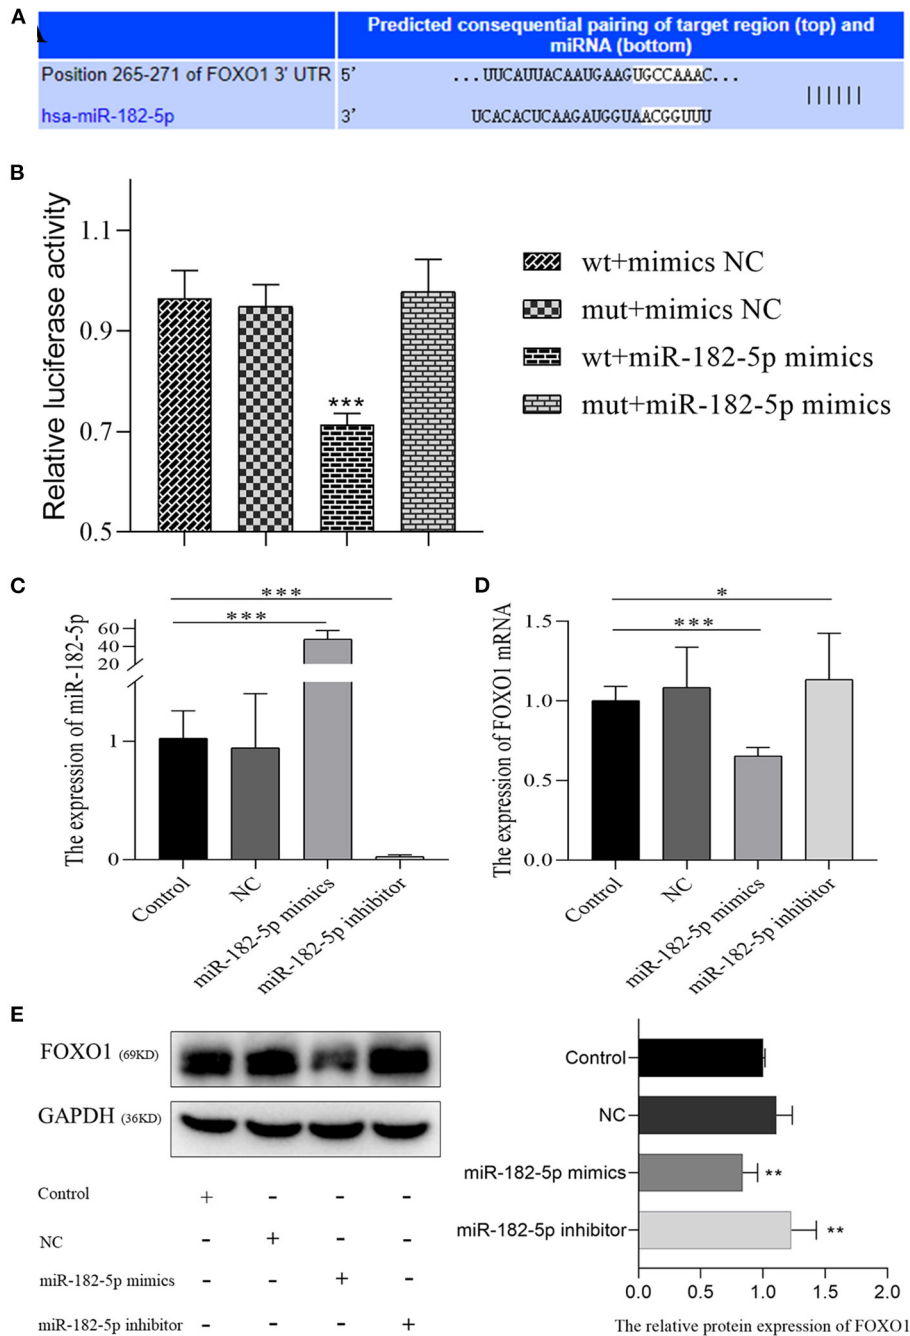 A
Predicted consequential pairing of target region (top) and
miRNA (bottom)
Position 265-271 of FOXO1 3' UTR 5' ...UUCAUUACAAUGAAGUGCCAAAC...
||||||
hsa-miR-182-5p 3' UCACACUCAAGAUGGUAACGGUUU
B
Relative luciferase activity
1.1
0.9
0.7
0.5
***
wt+mimics NC
mut+mimics NC
wt+miR-182-5p mimics
mut+miR-182-5p mimics
C
The expression of miR-182-5p
60
40
20
1
0
***
***
Control
NC
miR-182-5p mimics
miR-182-5p inhibitor
D
The expression of FOXO1 mRNA
1.5
1.0
0.5
0.0
*
***
Control
NC
miR-182-5p mimics
miR-182-5p inhibitor
E
FOXO1 (69KD)
GAPDH (36KD)
Control + - - -
NC - + - -
miR-182-5p mimics - - + -
miR-182-5p inhibitor - - - +
Control
NC
miR-182-5p mimics **
miR-182-5p inhibitor **
0.0 0.5 1.0 1.5 2.0
The relative protein expression of FOXO1